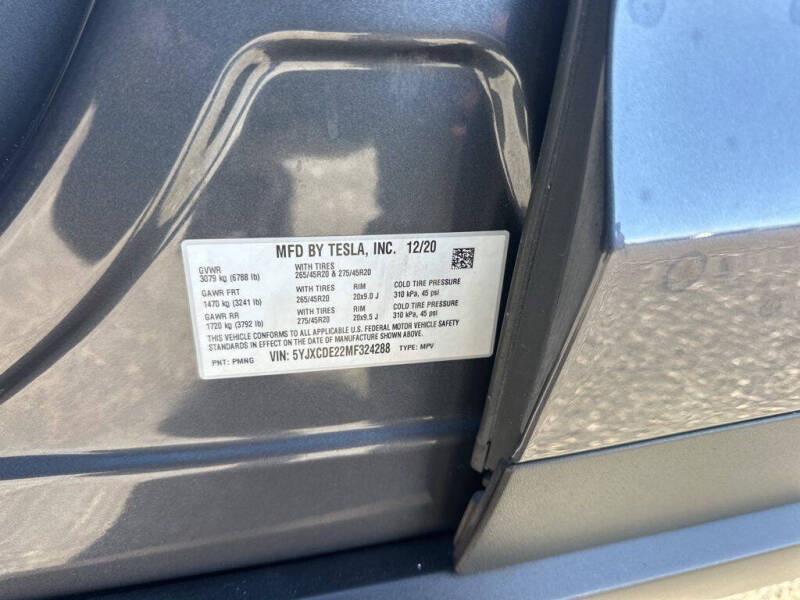 MFD BY TESLA, INC. 12/20
GVWR WITH TIRES
3079 kg (6788 lb) 265/45R20 & 275/45R20
GAWR FRT WITH TIRES RIM COLD TIRE PRESSURE
1470 kg (3241 lb) 265/45R20 20x9.0 J 310 kPa, 45 psi
GAWR RR WITH TIRES RIM COLD TIRE PRESSURE
1720 kg (3792 lb) 275/45R20 20x9.5 J 310 kPa, 45 psi
THIS VEHICLE CONFORMS TO ALL APPLICABLE U.S. FEDERAL MOTOR VEHICLE SAFETY
STANDARDS IN EFFECT ON THE DATE OF MANUFACTURE SHOWN ABOVE.
PNT: PMNG VIN: 5YJXCDE22MF324288 TYPE: MPV